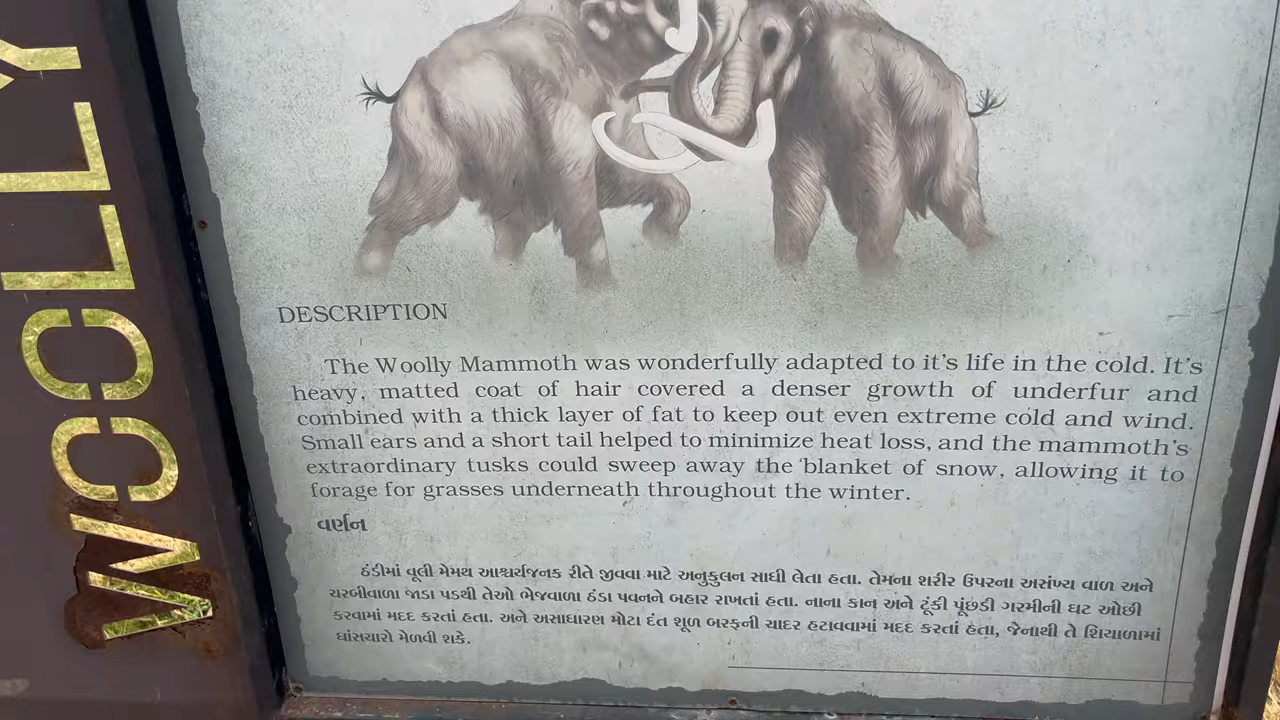 WOOLLY
DESCRIPTION
The Woolly Mammoth was wonderfully adapted to it's life in the cold. It's
heavy, matted coat of hair covered a denser growth of underfur and
combined with a thick layer of fat to keep out even extreme cold and wind.
Small ears and a short tail helped to minimize heat loss, and the mammoth's
extraordinary tusks could sweep away the blanket of snow, allowing it to
forage for grasses underneath throughout the winter.
વર્ણન
ઠંડીમાં વૂલી મેમથ આશ્ચર્યજનક રીતે જીવવા માટે અનુકુલન સાધી લેતા હતા. તેમના શરીર ઉપરના અસંખ્ય વાળ અને
ચરબીવાળા જાડા પડથી તેઓ ભેજવાળા ઠંડા પવનને બહાર રાખતાં હતા. નાના કાન અને ટૂંકી પૂંછડી ગરમીની ઘટ ઓછી
કરવામાં મદદ કરતાં હતા. અને અસાધારણ મોટા દંત શૂળ બરફની ચાદર હટાવવામાં મદદ કરતાં હતા, જેનાથી તે શિયાળામાં
ઘાંસચારો મેળવી શકે.